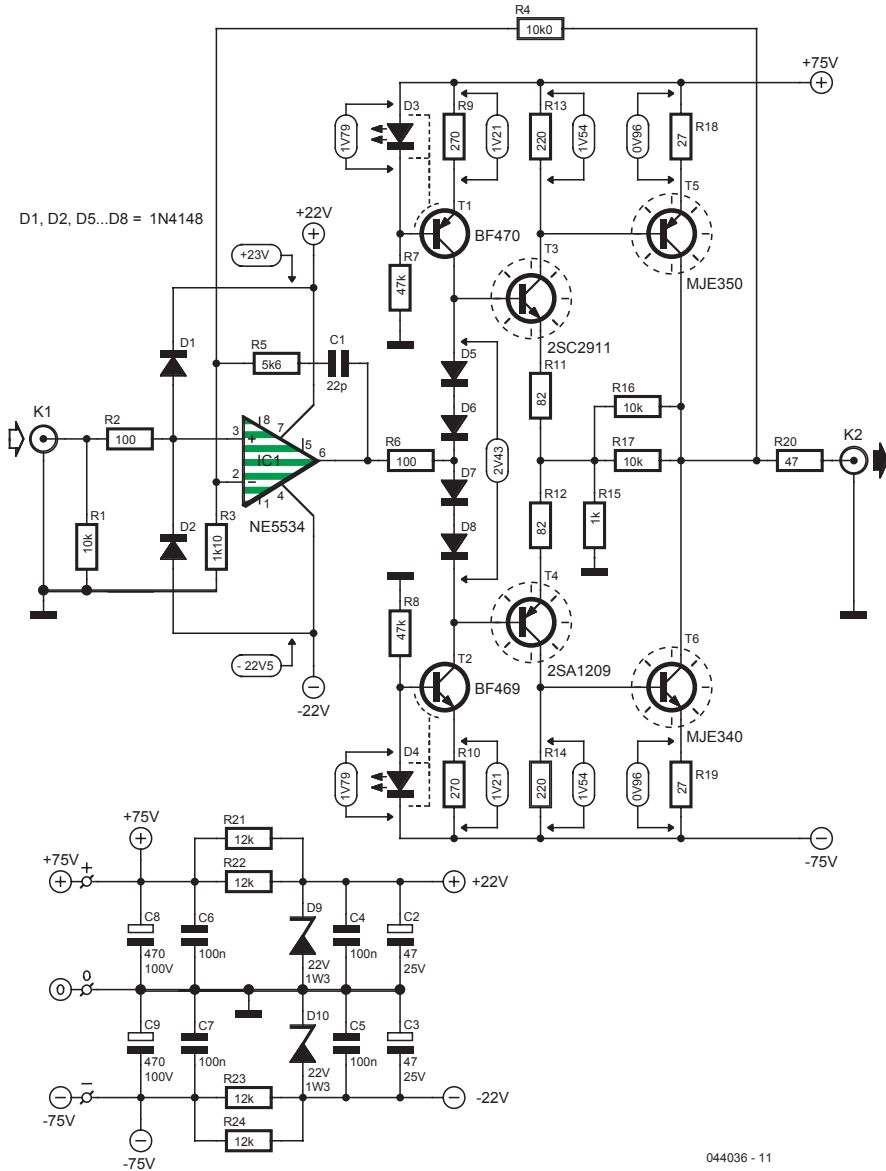 R4
10k0
+75V
+
D3
1V79
R9
270
1V21
R13
220
1V54
0V96
R18
27
D1, D2, D5...D8 = 1N4148
+22V
+
+23V
T1
BF470
T5
MJE350
R7
47k
T3
2SC2911
D1
R5
5k6
C1
22p
D5
R11
82
R16
10k
K1
R2
100
3
+
8
7
5
IC1
6
2
−
4
1
NE5534
R6
100
D6
2V43
R17
10k
R20
47
K2
D7
R1
10k
D2
R3
1k10
D8
R12
82
R15
1k
R8
47k
T4
2SA1209
- 22V5
−
-22V
T2
BF469
T6
MJE340
D4
1V79
R10
270
1V21
R14
220
1V54
0V96
R19
27
−
-75V
+75V
+
R21
12k
+75V
+
+
R22
12k
+
+22V
C8
470
100V
C6
100n
D9
22V
1W3
C4
100n
C2
47
25V
0
0
C9
470
100V
C7
100n
D10
22V
1W3
C5
100n
C3
47
25V
−
−
-75V
R23
12k
−
-22V
R24
12k
−
-75V
044036 - 11